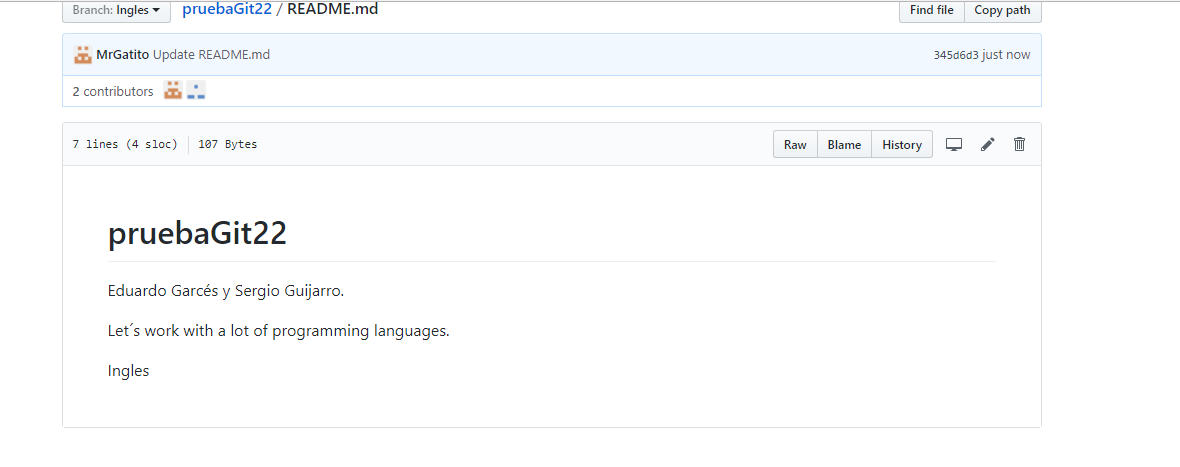 Branch: Ingles pruebaGit22 / README.md Find file Copy path
MrGatito Update README.md 345d6d3 just now
2 contributors
7 lines (4 sloc) 107 Bytes Raw Blame History
pruebaGit22
Eduardo Garcés y Sergio Guijarro.
Let´s work with a lot of programming languages.
Ingles